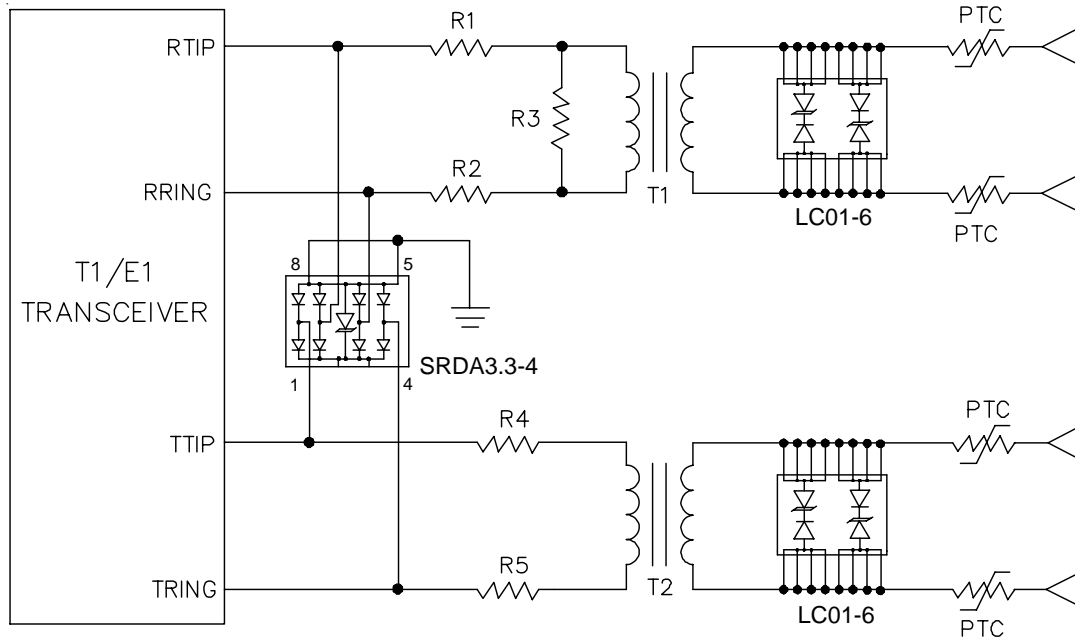 PTC
RTIP
R1
R3
R2
RRING
T1
LC01-6
PTC
T1/E1
TRANSCEIVER
8
5
SRDA3.3-4
1
4
PTC
R4
TTIP
R5
TRING
T2
LC01-6
PTC